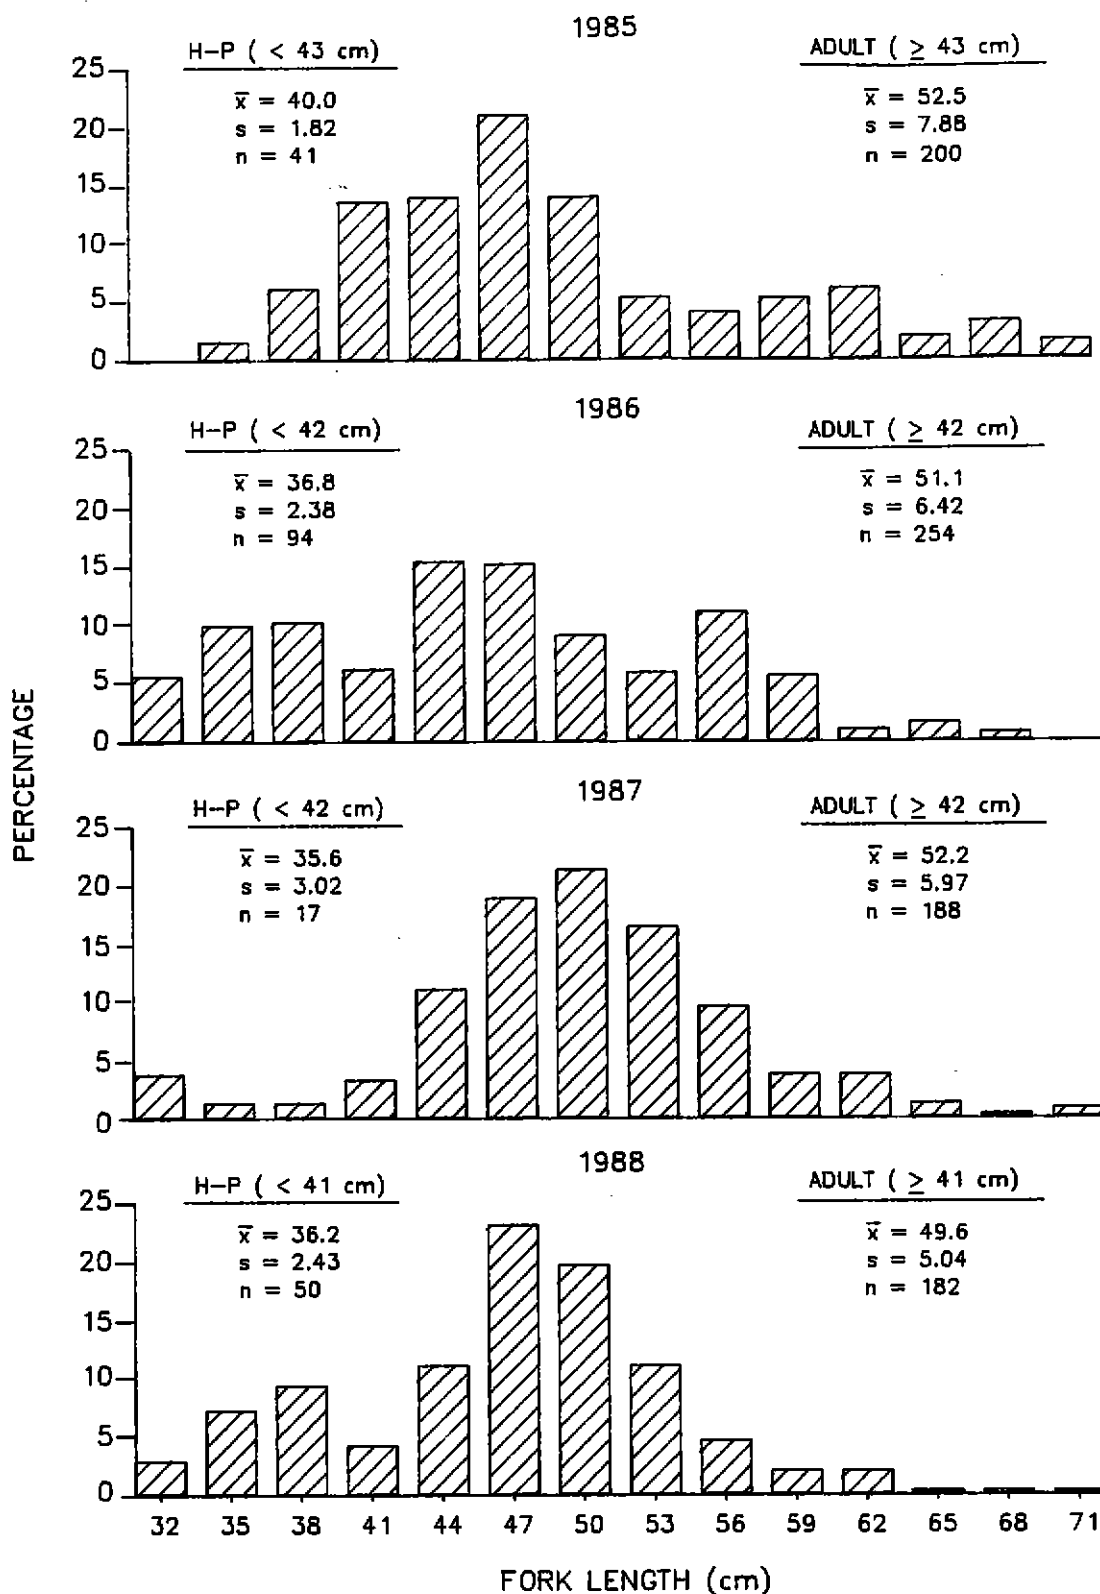 1985
H-P ( < 43 cm)
x̅ = 40.0
s = 1.82
n = 41
ADULT ( ≥ 43 cm)
x̅ = 52.5
s = 7.88
n = 200
25
20
15
10
5
0
1986
H-P ( < 42 cm)
x̅ = 36.8
s = 2.38
n = 94
ADULT ( ≥ 42 cm)
x̅ = 51.1
s = 6.42
n = 254
25
20
15
10
5
0
PERCENTAGE
1987
H-P ( < 42 cm)
x̅ = 35.6
s = 3.02
n = 17
ADULT ( ≥ 42 cm)
x̅ = 52.2
s = 5.97
n = 188
25
20
15
10
5
0
1988
H-P ( < 41 cm)
x̅ = 36.2
s = 2.43
n = 50
ADULT ( ≥ 41 cm)
x̅ = 49.6
s = 5.04
n = 182
25
20
15
10
5
0
32 35 38 41 44 47 50 53 56 59 62 65 68 71
FORK LENGTH (cm)